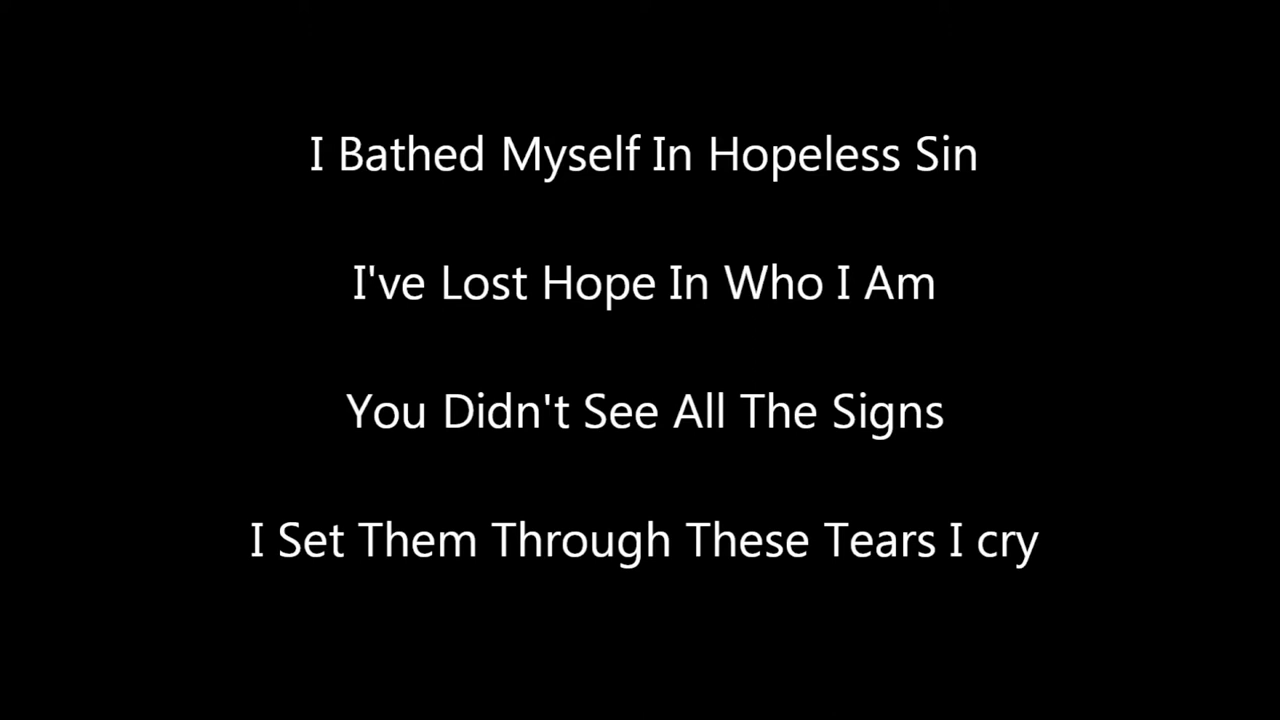 I Bathed Myself In Hopeless Sin
I've Lost Hope In Who I Am
You Didn't See All The Signs
I Set Them Through These Tears I cry